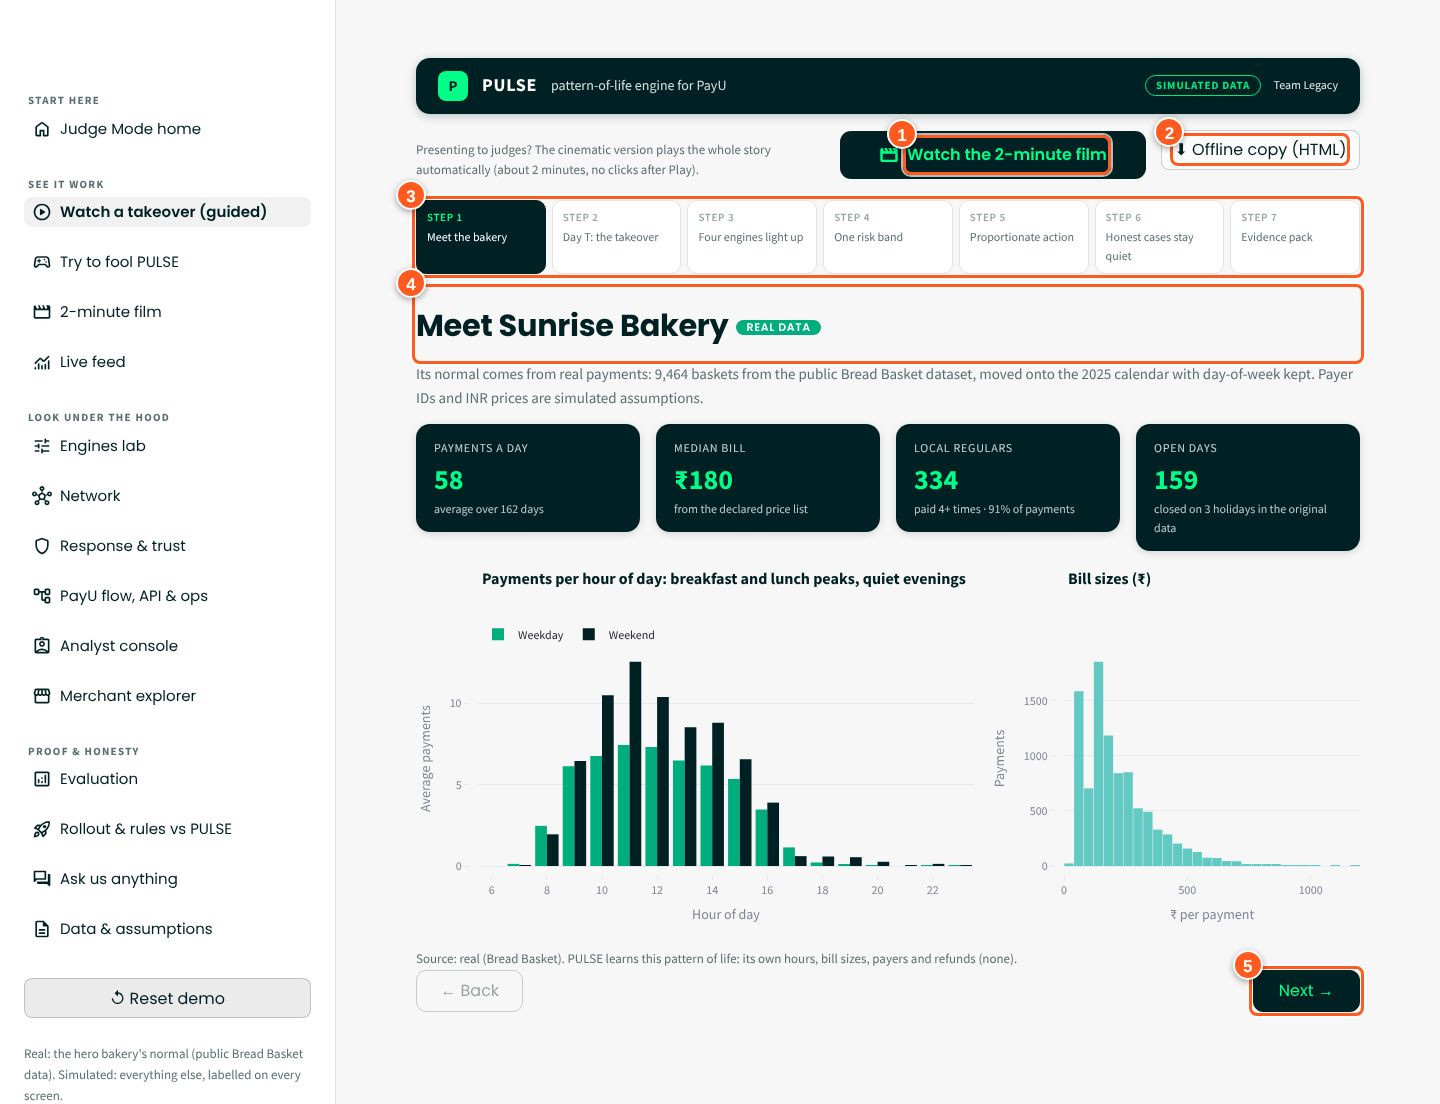 START HERE
Judge Mode home
SEE IT WORK
Watch a takeover (guided)
Try to fool PULSE
2-minute film
Live feed
LOOK UNDER THE HOOD
Engines lab
Network
Response & trust
PayU flow, API & ops
Analyst console
Merchant explorer
PROOF & HONESTY
Evaluation
Rollout & rules vs PULSE
Ask us anything
Data & assumptions
Reset demo
Real: the hero bakery's normal (public Bread Basket
data). Simulated: everything else, labelled on every
screen.
P PULSE pattern-of-life engine for PayU
SIMULATED DATA Team Legacy
Presenting to judges? The cinematic version plays the whole story
automatically (about 2 minutes, no clicks after Play).
1
Watch the 2-minute film
2
⬇ Offline copy (HTML)
3
STEP 1
Meet the bakery
STEP 2
Day T: the takeover
STEP 3
Four engines light up
STEP 4
One risk band
STEP 5
Proportionate action
STEP 6
Honest cases stay
quiet
STEP 7
Evidence pack
4
Meet Sunrise Bakery REAL DATA
Its normal comes from real payments: 9,464 baskets from the public Bread Basket dataset, moved onto the 2025 calendar with day-of-week kept. Payer
IDs and INR prices are simulated assumptions.
PAYMENTS A DAY
58
average over 162 days
MEDIAN BILL
₹180
from the declared price list
LOCAL REGULARS
334
paid 4+ times · 91% of payments
OPEN DAYS
159
closed on 3 holidays in the original
data
Payments per hour of day: breakfast and lunch peaks, quiet evenings
Weekday Weekend
Average payments
10
5
0
6 8 10 12 14 16 18 20 22
Hour of day
Bill sizes (₹)
Payments
1500
1000
500
0
0 500 1000
₹ per payment
Source: real (Bread Basket). PULSE learns this pattern of life: its own hours, bill sizes, payers and refunds (none).
← Back
5
Next →